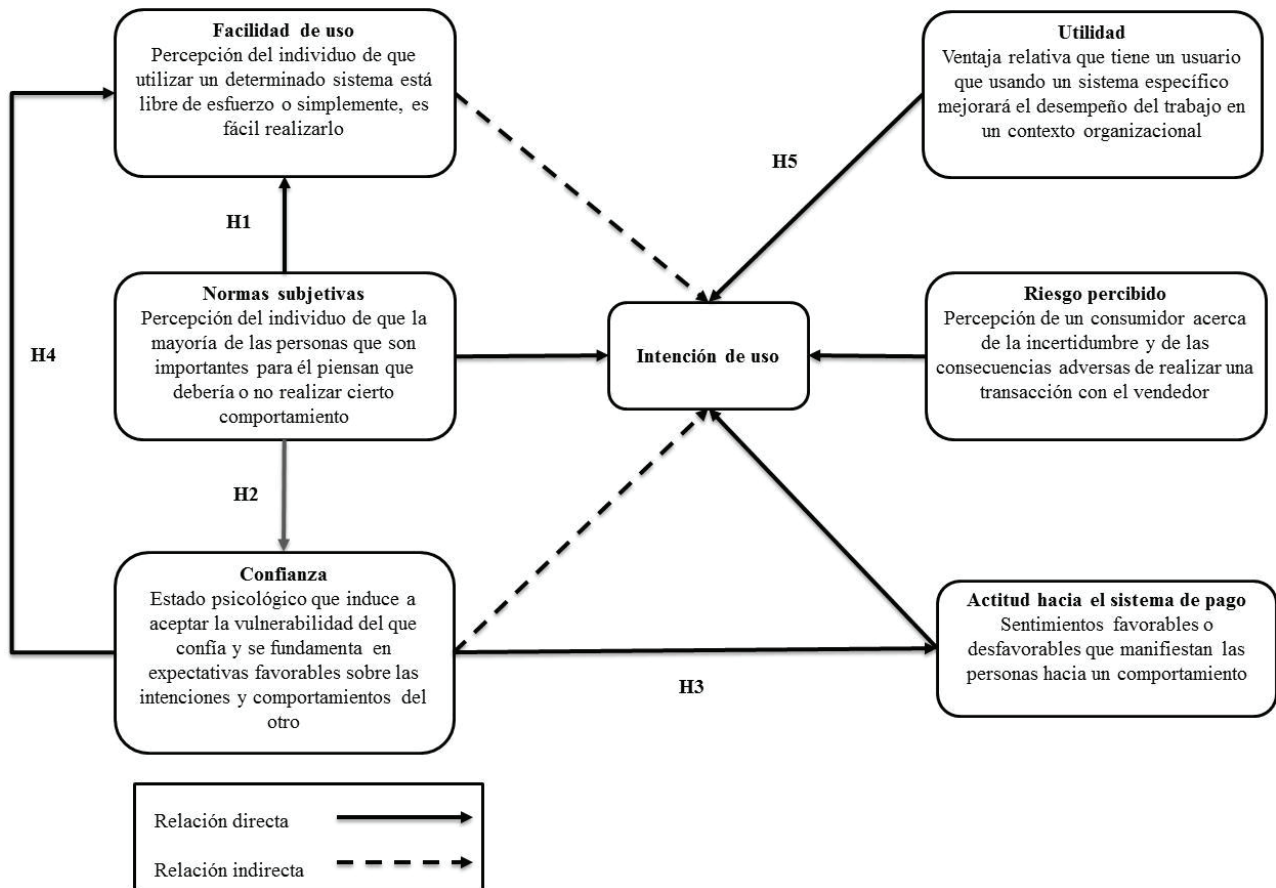 Facilidad de uso
Percepción del individuo de que
utilizar un determinado sistema está
libre de esfuerzo o simplemente, es
fácil realizarlo
Utilidad
Ventaja relativa que tiene un usuario
que usando un sistema específico
mejorará el desempeño del trabajo en
un contexto organizacional
H5
H1
Normas subjetivas
Percepción del individuo de que la
mayoría de las personas que son
importantes para él piensan que
debería o no realizar cierto
comportamiento
Intención de uso
Riesgo percibido
Percepción de un consumidor acerca
de la incertidumbre y de las
consecuencias adversas de realizar una
transacción con el vendedor
H4
H2
Confianza
Estado psicológico que induce a
aceptar la vulnerabilidad del que
confía y se fundamenta en
expectativas favorables sobre las
intenciones y comportamientos del
otro
H3
Actitud hacia el sistema de pago
Sentimientos favorables o
desfavorables que manifiestan las
personas hacia un comportamiento
Relación directa
Relación indirecta